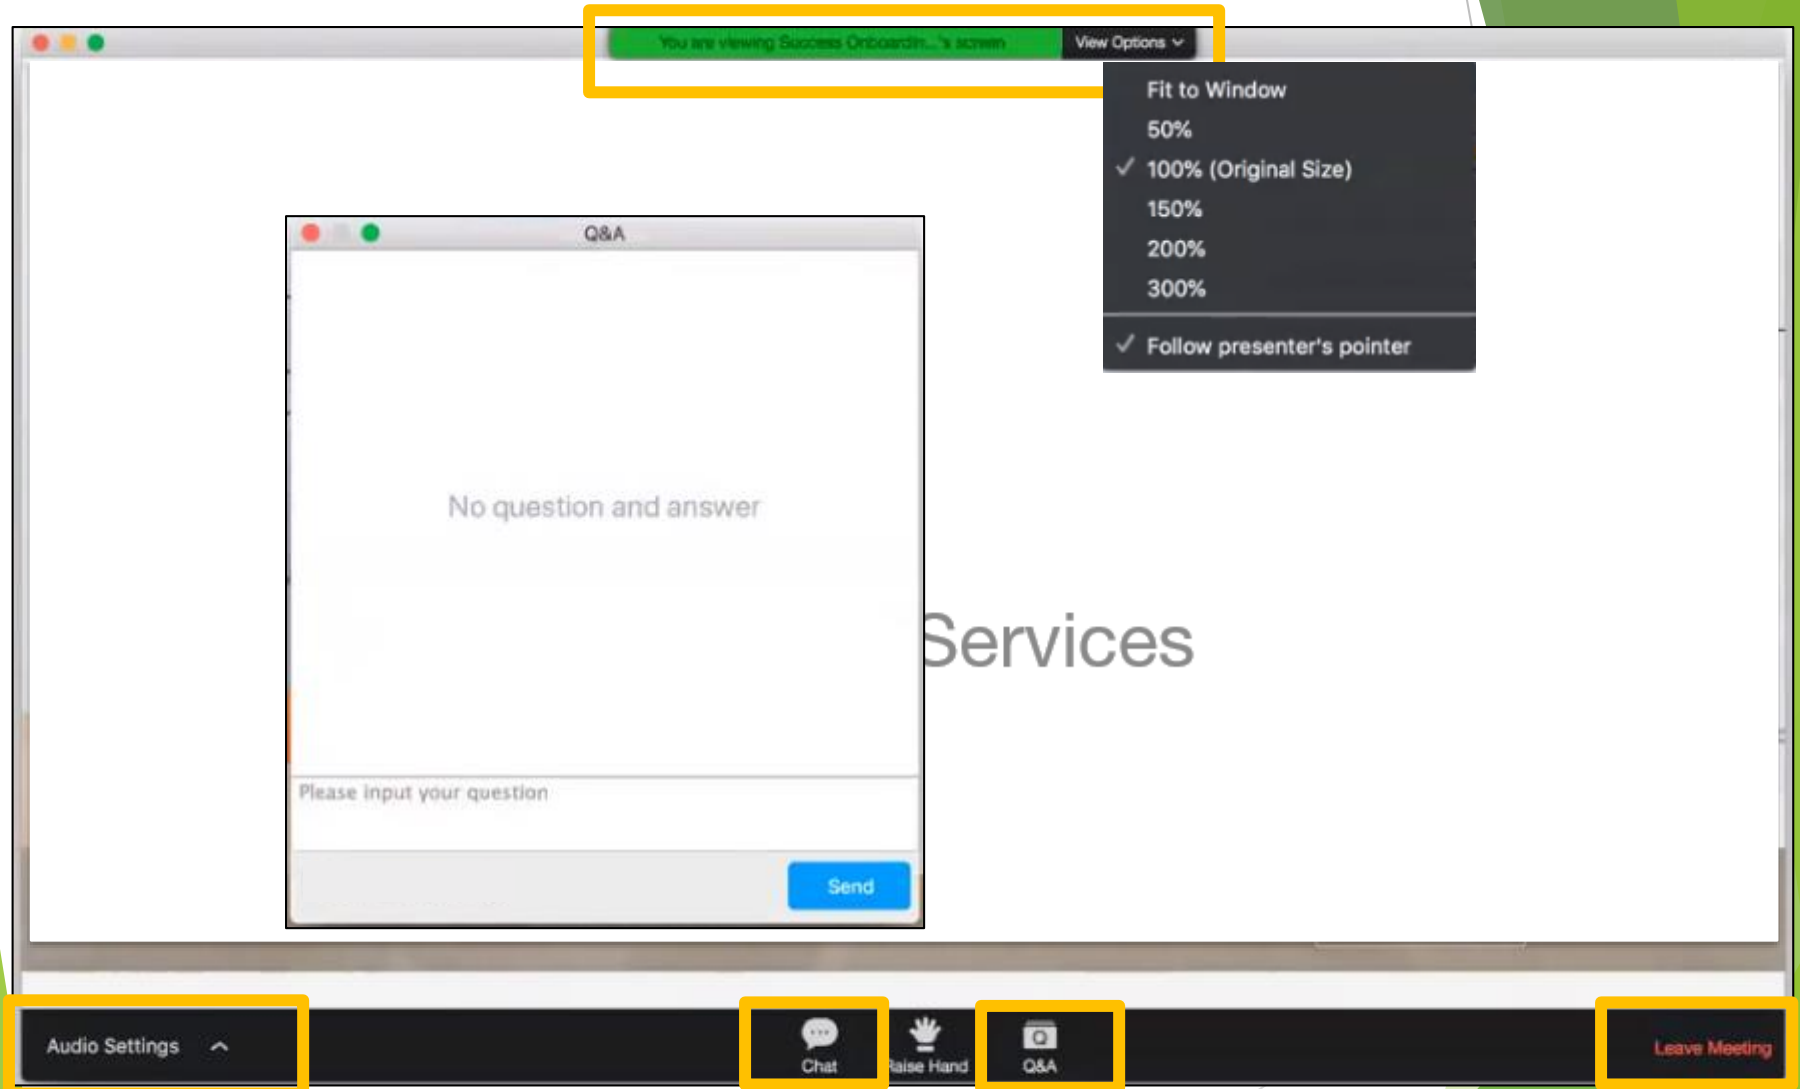 You are viewing Success Onboardin...'s screen
View Options
Fit to Window
50%
100% (Original Size)
150%
200%
300%
Follow presenter's pointer
Q&A
No question and answer
Services
Please input your question
Send
Audio Settings
Chat
Raise Hand
Q&A
Leave Meeting